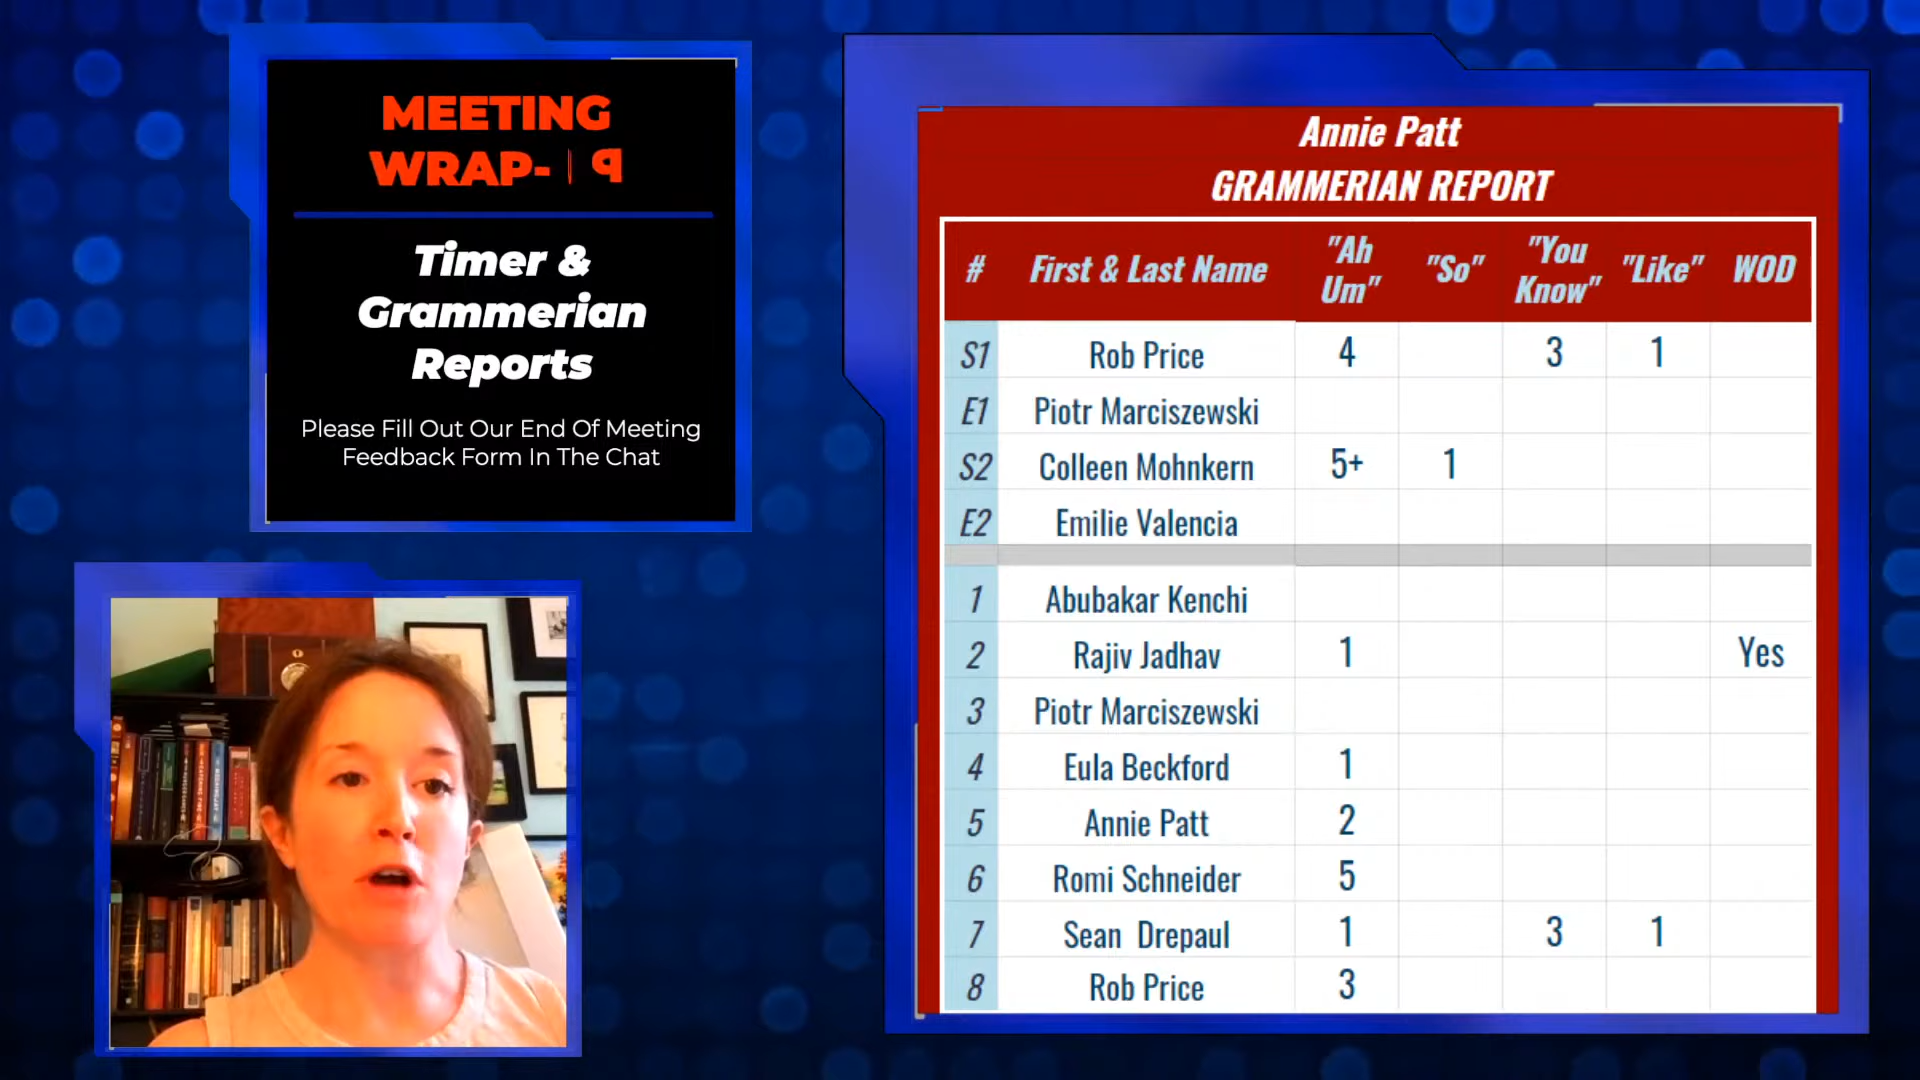 MEETING
WRAP-
Timer &
Grammerian
Reports
Please Fill Out Our End Of Meeting
Feedback Form In The Chat
Annie Patt
GRAMMERIAN REPORT
# First & Last Name "Ah Um" "So" "You Know" "Like" WOD
S1 Rob Price 4 3 1
E1 Piotr Marciszewski
S2 Colleen Mohnkern 5+ 1
E2 Emilie Valencia
1 Abubakar Kenchi
2 Rajiv Jadhav 1 Yes
3 Piotr Marciszewski
4 Eula Beckford 1
5 Annie Patt 2
6 Romi Schneider 5
7 Sean Drepaul 1 3 1
8 Rob Price 3